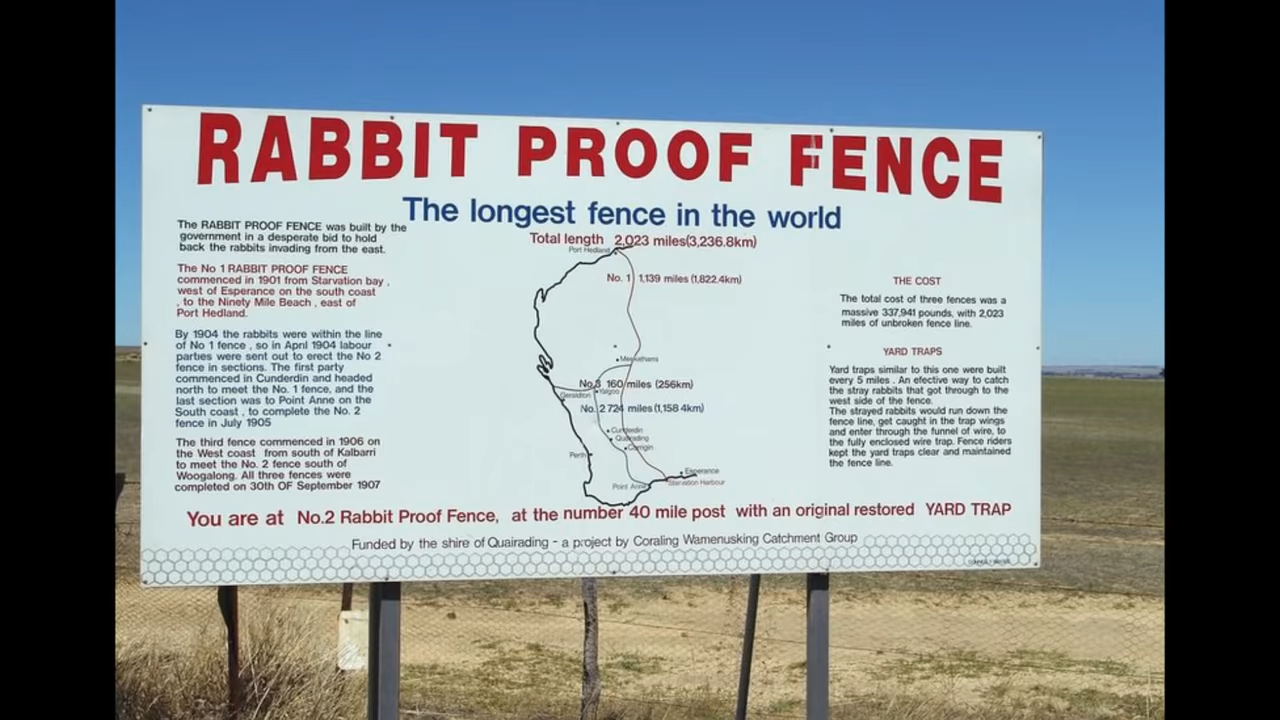 RABBIT PROOF FENCE
The longest fence in the world
Total length 2,023 miles(3,236.8km)
The RABBIT PROOF FENCE was built by the
government in a desperate bid to hold
back the rabbits invading from the east.
The No 1 RABBIT PROOF FENCE
commenced in 1901 from Starvation bay ,
west of Esperance on the south coast
, to the Ninety Mile Beach , east of
Port Hedland.
By 1904 the rabbits were within the line
of No 1 fence , so in April 1904 labour
parties were sent out to erect the No 2
fence in sections. The first party
commenced in Cunderdin and headed
north to meet the No. 1 fence, and the
last section was to Point Anne on the
South coast , to complete the No. 2
fence in July 1905
The third fence commenced in 1906 on
the West coast from south of Kalbarri
to meet the No. 2 fence south of
Woogalong. All three fences were
completed on 30th OF September 1907
Port Hedland
No. 1 1,139 miles (1,822.4km)
Meekathams
No.3 160 miles (256km)
Yalgoo
Geraldton
No. 2 724 miles (1,158 4km)
Cunderdin
Quairading
Corrigin
Perth
Esperance
Starvation Harbour
Point Anne
THE COST
The total cost of three fences was a
massive 337,941 pounds, with 2,023
miles of unbroken fence line.
YARD TRAPS
Yard traps similar to this one were built
every 5 miles . An efective way to catch
the stray rabbits that got through to the
west side of the fence.
The strayed rabbits would run down the
fence line, get caught in the trap wings
and enter through the funnel of wire, to
the fully enclosed wire trap. Fence riders
kept the yard traps clear and maintained
the fence line.
You are at No.2 Rabbit Proof Fence, at the number 40 mile post with an original restored YARD TRAP
Funded by the shire of Quairading - a project by Coraling Wamenusking Catchment Group